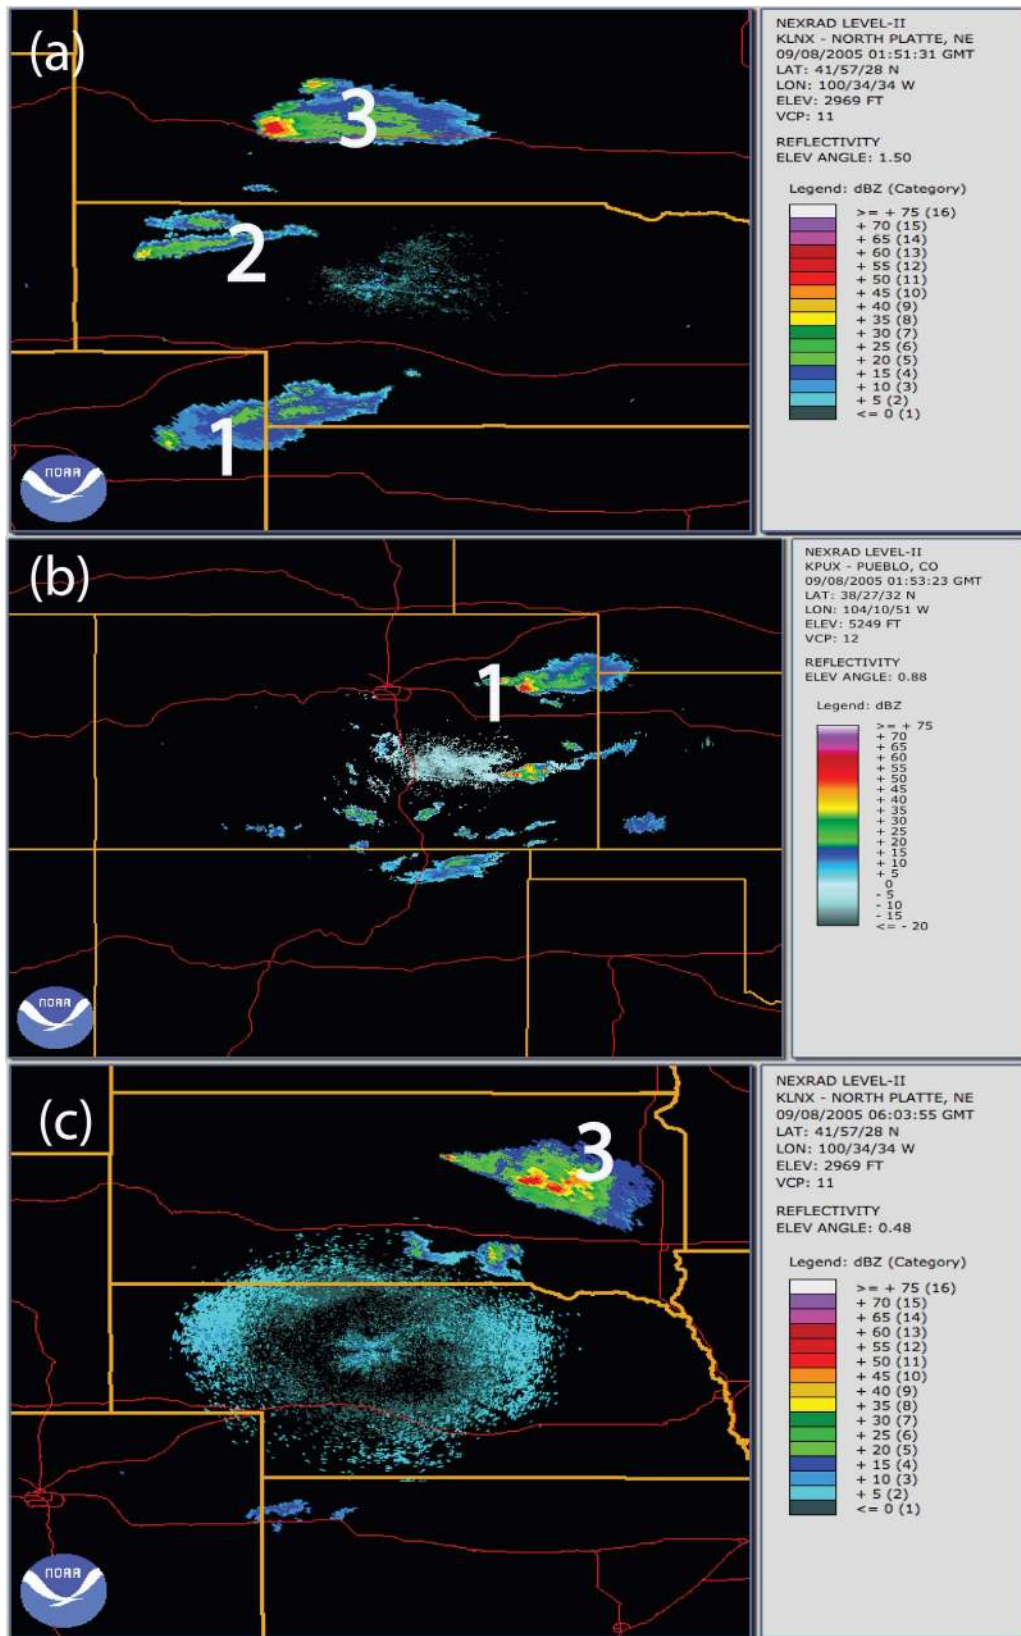 (a)
3
2
1
NOAA
NEXRAD LEVEL-II
KLNX - NORTH PLATTE, NE
09/08/2005 01:51:31 GMT
LAT: 41/57/28 N
LON: 100/34/34 W
ELEV: 2969 FT
VCP: 11
REFLECTIVITY
ELEV ANGLE: 1.50
Legend: dBZ (Category)
>= + 75 (16)
+ 70 (15)
+ 65 (14)
+ 60 (13)
+ 55 (12)
+ 50 (11)
+ 45 (10)
+ 40 (9)
+ 35 (8)
+ 30 (7)
+ 25 (6)
+ 20 (5)
+ 15 (4)
+ 10 (3)
+ 5 (2)
<= 0 (1)
(b)
1
NOAA
NEXRAD LEVEL-II
KPUX - PUEBLO, CO
09/08/2005 01:53:23 GMT
LAT: 38/27/32 N
LON: 104/10/51 W
ELEV: 5249 FT
VCP: 12
REFLECTIVITY
ELEV ANGLE: 0.88
Legend: dBZ
>= + 75
+ 70
+ 65
+ 60
+ 55
+ 50
+ 45
+ 40
+ 35
+ 30
+ 25
+ 20
+ 15
+ 10
+ 5
0
- 5
- 10
- 15
<= - 20
(c)
3
NOAA
NEXRAD LEVEL-II
KLNX - NORTH PLATTE, NE
09/08/2005 06:03:55 GMT
LAT: 41/57/28 N
LON: 100/34/34 W
ELEV: 2969 FT
VCP: 11
REFLECTIVITY
ELEV ANGLE: 0.48
Legend: dBZ (Category)
>= + 75 (16)
+ 70 (15)
+ 65 (14)
+ 60 (13)
+ 55 (12)
+ 50 (11)
+ 45 (10)
+ 40 (9)
+ 35 (8)
+ 30 (7)
+ 25 (6)
+ 20 (5)
+ 15 (4)
+ 10 (3)
+ 5 (2)
<= 0 (1)